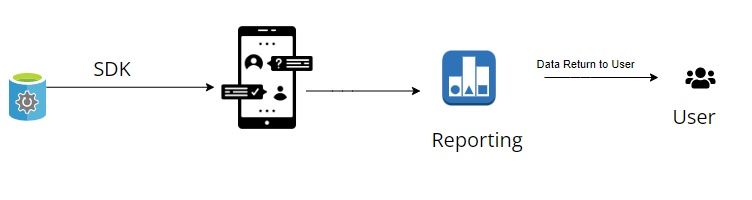 SDK
?
Data Return to User
Reporting
User